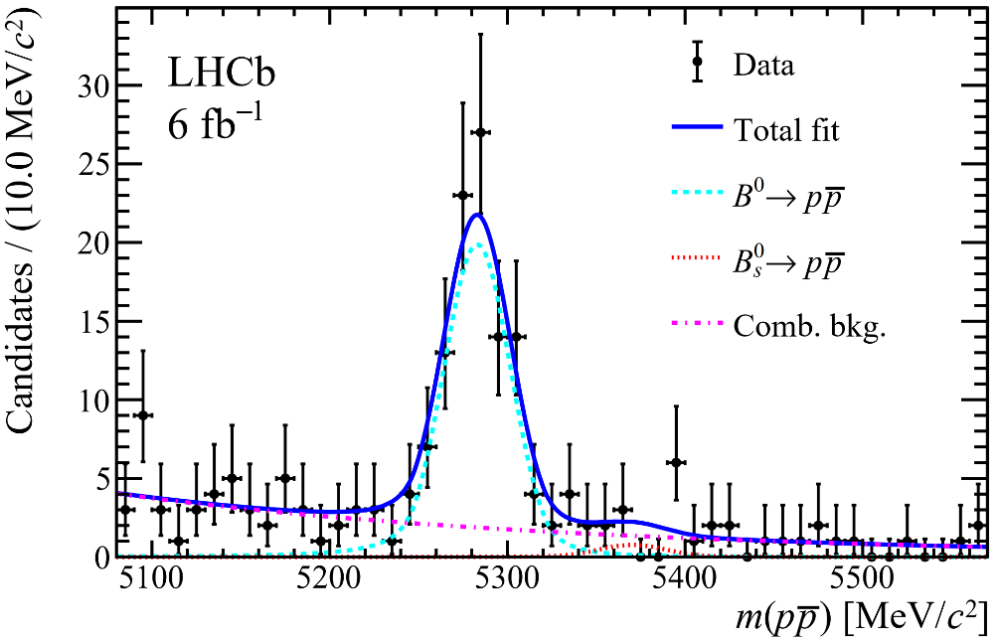 LHCb
6 fb⁻¹
Data
Total fit
B⁰→ pp̅
B⁰ₛ→ pp̅
Comb. bkg.
Candidates / (10.0 MeV/c²)
30
25
20
15
10
5
0
5100 5200 5300 5400 5500
m(pp̅) [MeV/c²]